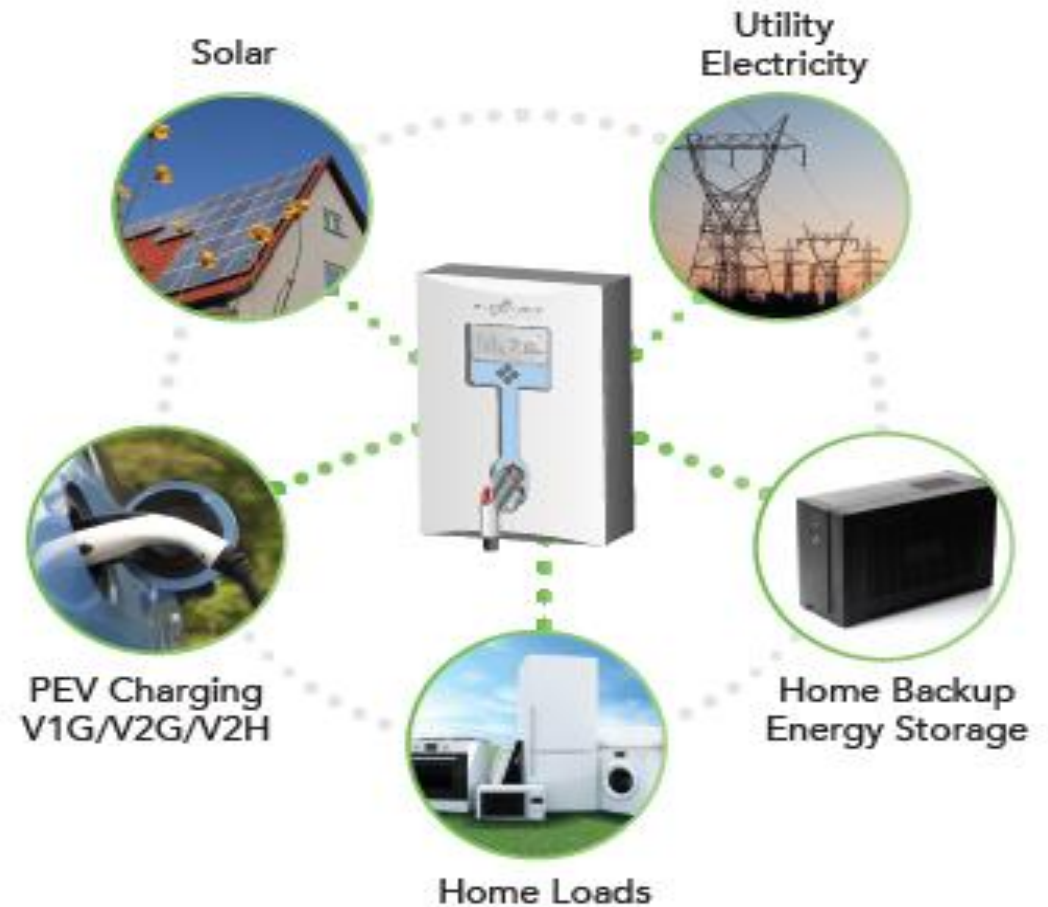 Solar
Utility
Electricity
PEV Charging
V1G/V2G/V2H
Home Backup
Energy Storage
Home Loads